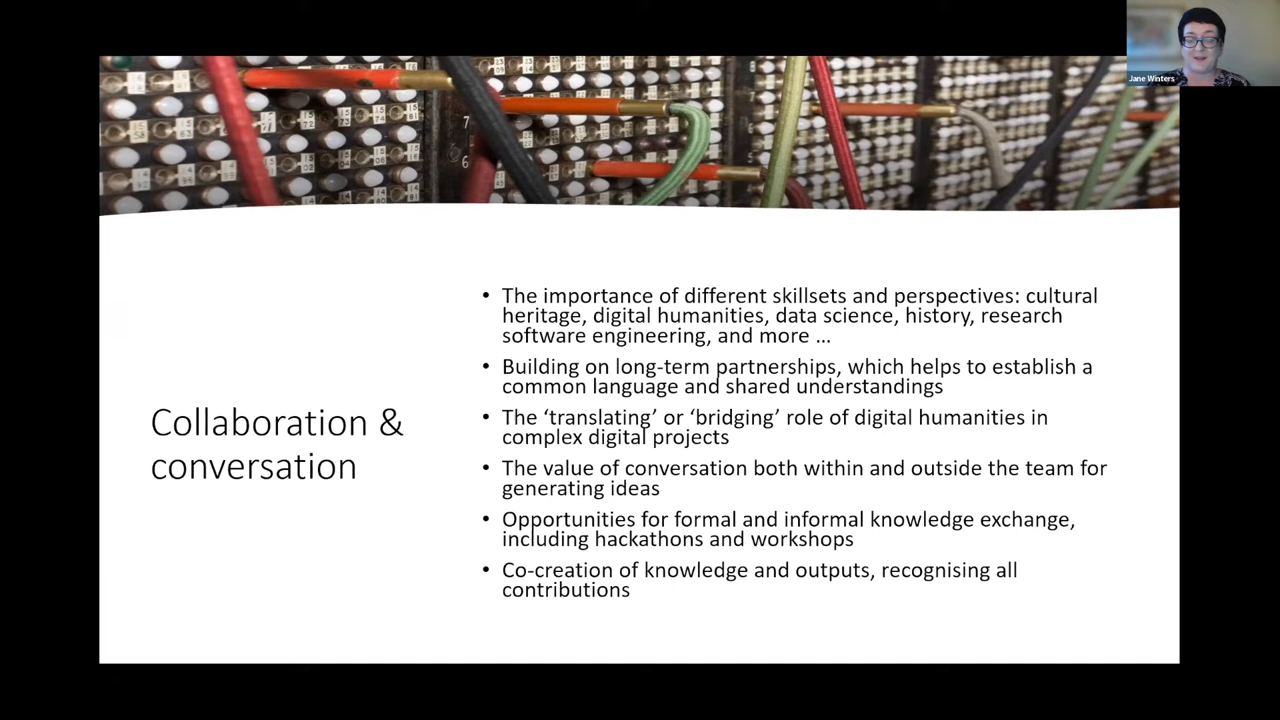 Jane Winters
7
6
Collaboration &
conversation
• The importance of different skillsets and perspectives: cultural
heritage, digital humanities, data science, history, research
software engineering, and more ...
• Building on long-term partnerships, which helps to establish a
common language and shared understandings
• The ‘translating’ or ‘bridging’ role of digital humanities in
complex digital projects
• The value of conversation both within and outside the team for
generating ideas
• Opportunities for formal and informal knowledge exchange,
including hackathons and workshops
• Co-creation of knowledge and outputs, recognising all
contributions